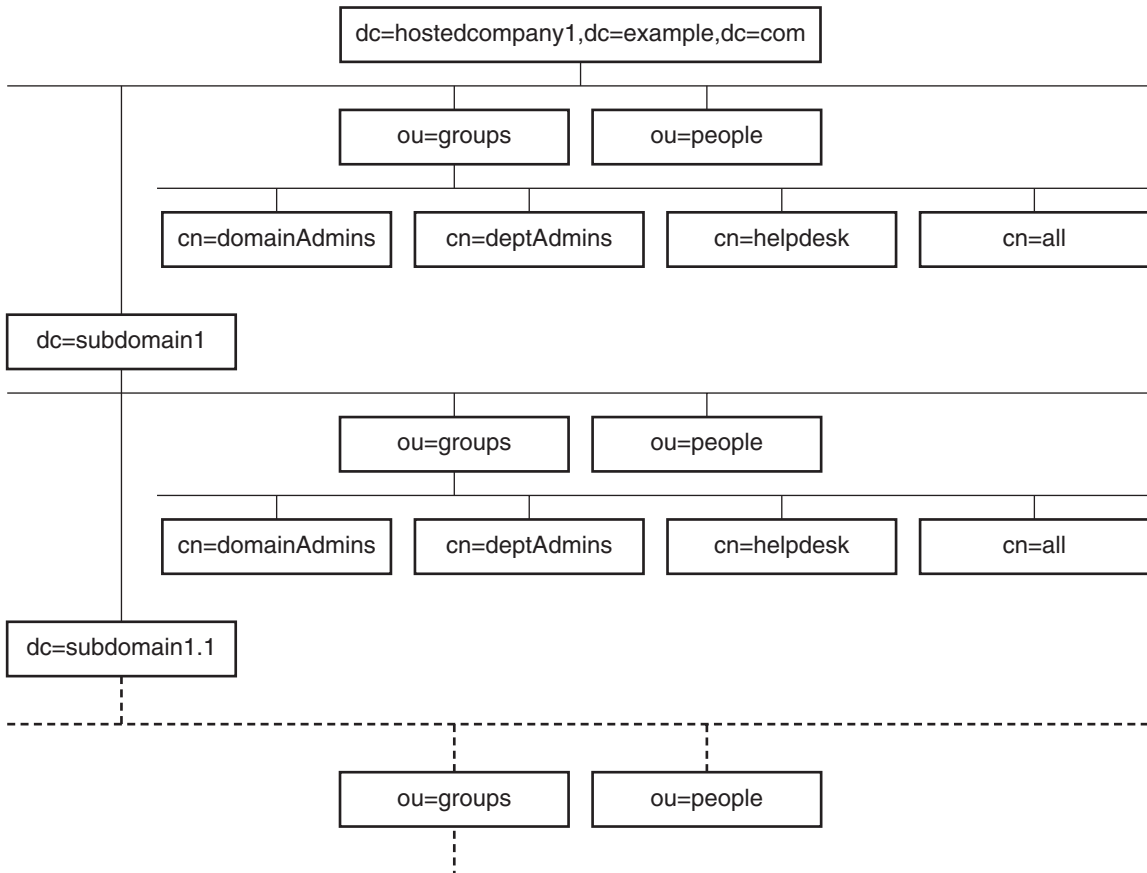 dc=hostedcompany1,dc=example,dc=com
ou=groups
ou=people
cn=domainAdmins
cn=deptAdmins
cn=helpdesk
cn=all
dc=subdomain1
ou=groups
ou=people
cn=domainAdmins
cn=deptAdmins
cn=helpdesk
cn=all
dc=subdomain1.1
ou=groups
ou=people